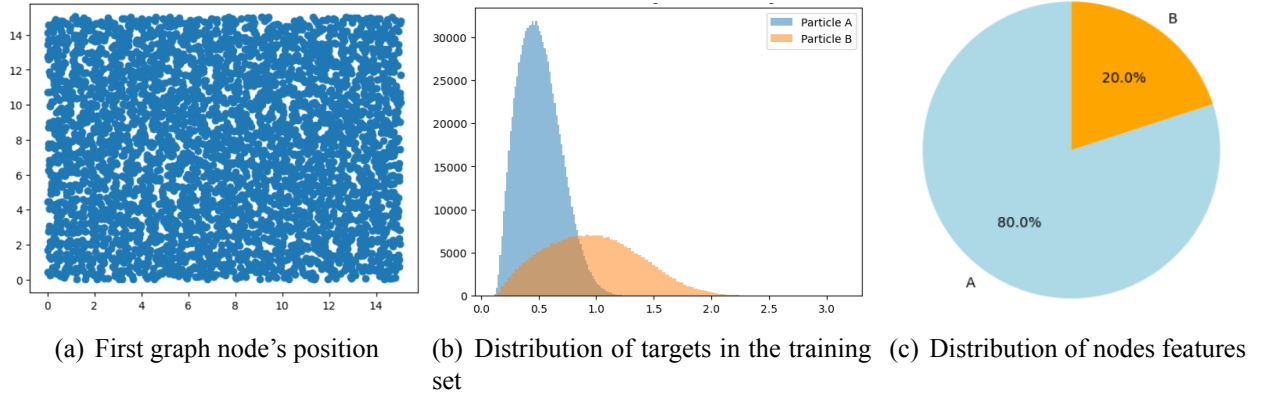 14
12
10
8
6
4
2
0
0 2 4 6 8 10 12 14
30000
25000
20000
15000
10000
5000
0
0.0 0.5 1.0 1.5 2.0 2.5 3.0
Particle A
Particle B
B
20.0%
80.0%
A
(a) First graph node’s position
(b) Distribution of targets in the training
set
(c) Distribution of nodes features